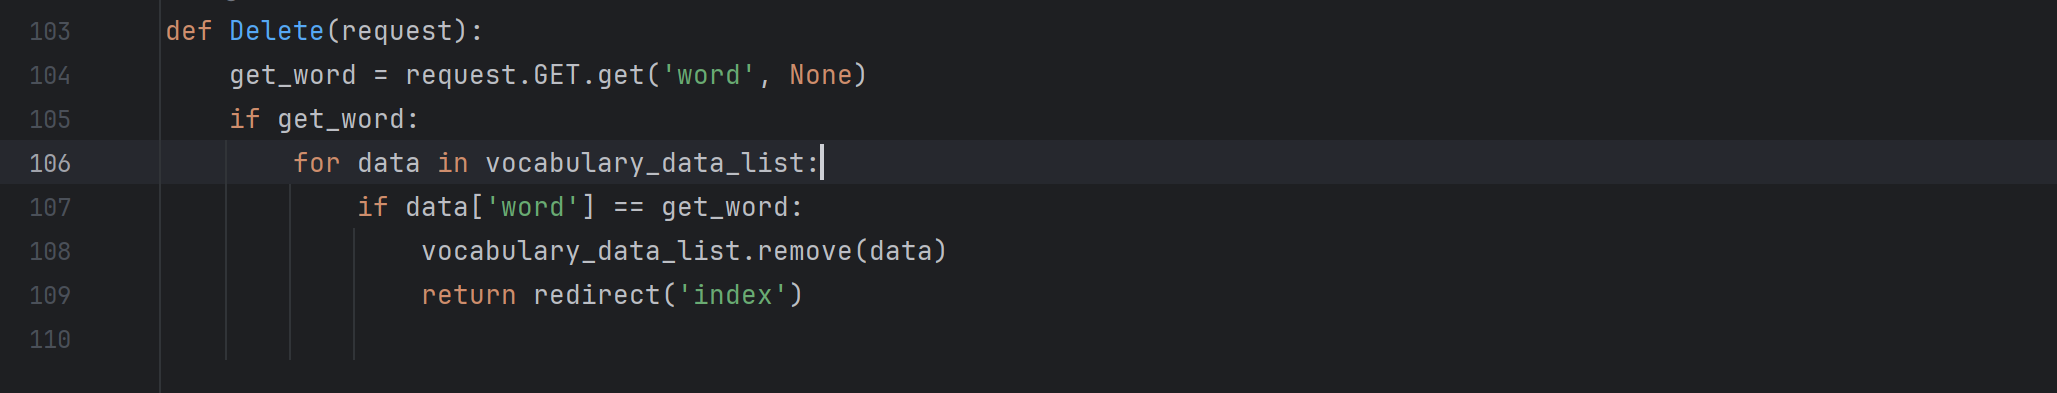 103 def Delete(request):
104 get_word = request.GET.get('word', None)
105 if get_word:
106 for data in vocabulary_data_list:
107 if data['word'] == get_word:
108 vocabulary_data_list.remove(data)
109 return redirect('index')
110